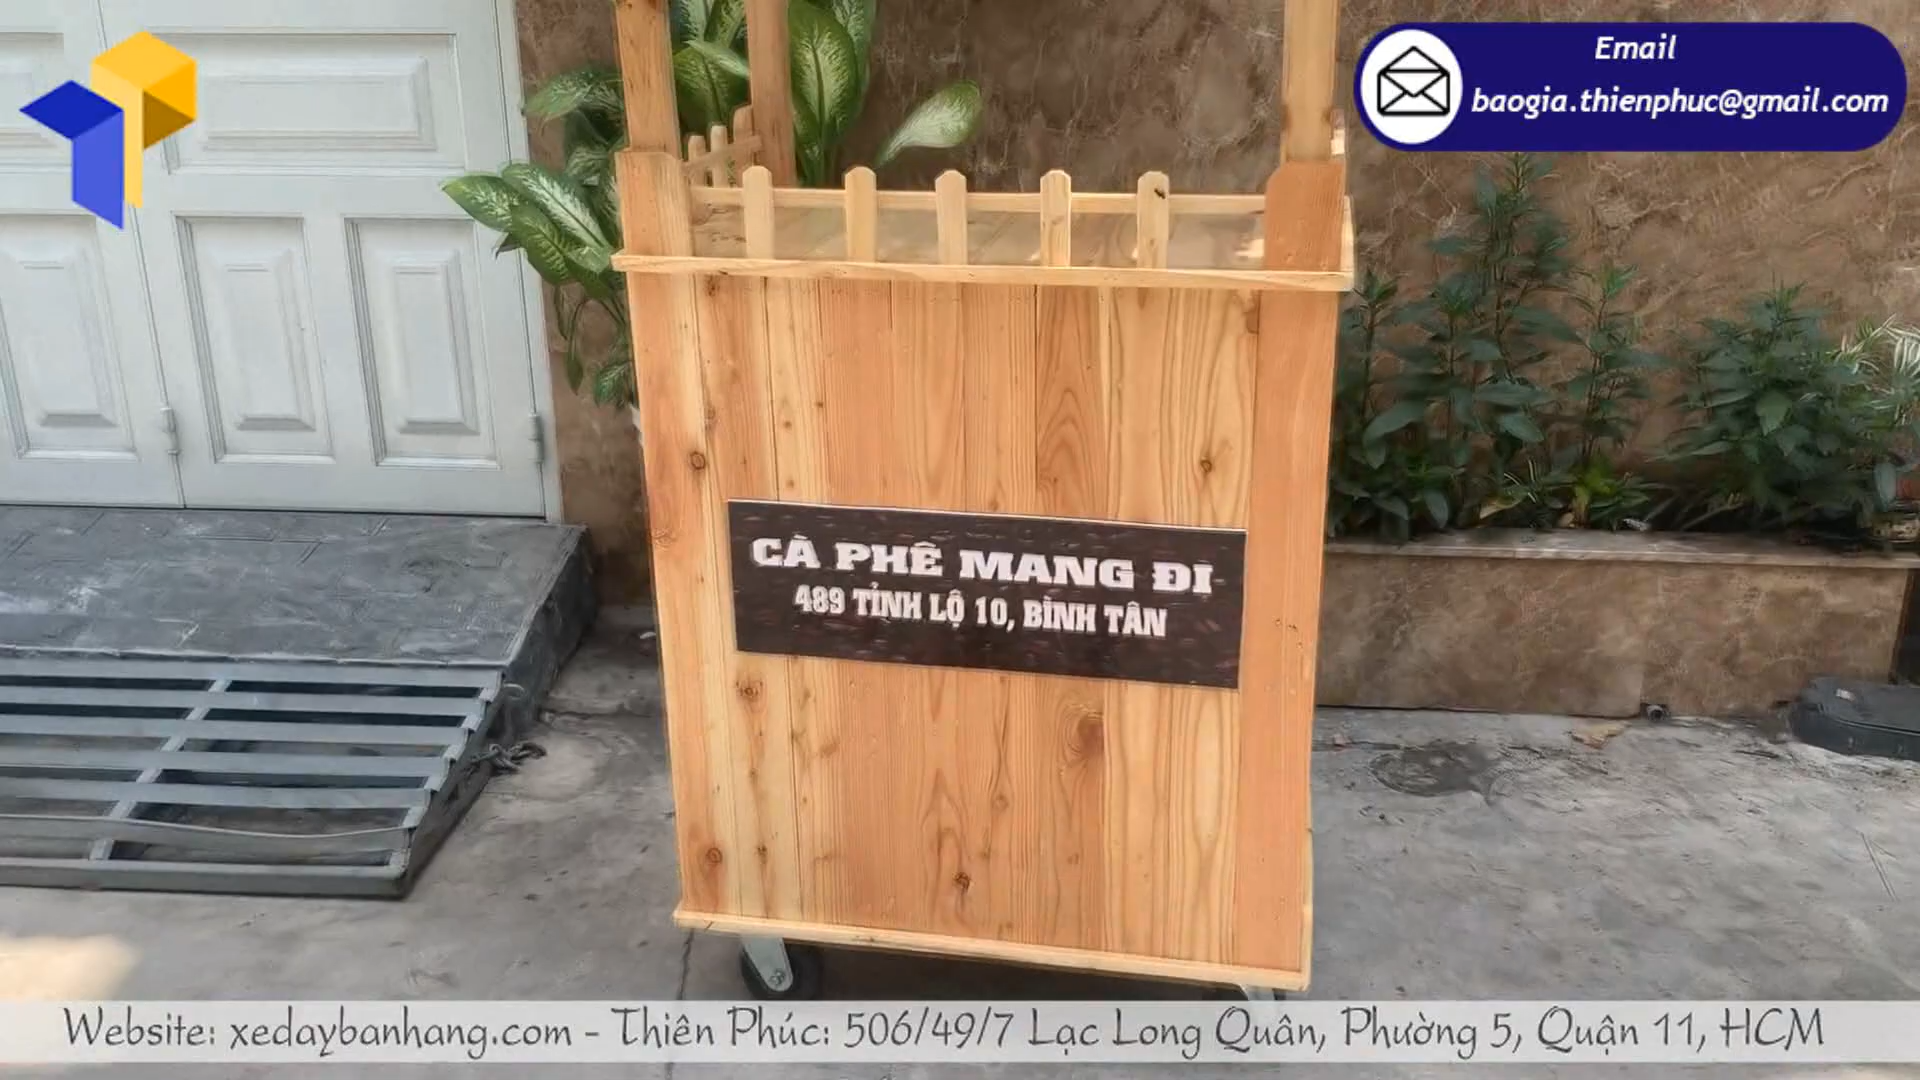 Email
baogia.thienphuc@gmail.com
CÀ PHÊ MANG ĐI
489 TỈNH LỘ 10, BÌNH TÂN
Website: xedaybanhang.com - Thiên Phúc: 506/49/7 Lạc Long Quân, Phường 5, Quận 11, HCM